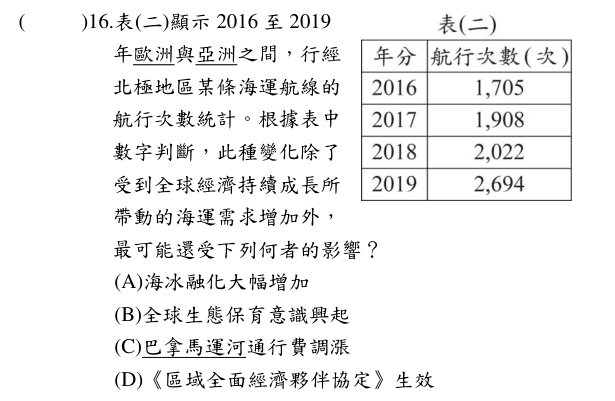 (　　)16.表(二)顯示 2016 至 2019
年歐洲與亞洲之間，行經
北極地區某條海運航線的
航行次數統計。根據表中
數字判斷，此種變化除了
受到全球經濟持續成長所
帶動的海運需求增加外，
最可能還受下列何者的影響？
(A)海冰融化大幅增加
(B)全球生態保育意識興起
(C)巴拿馬運河通行費調漲
(D)《區域全面經濟夥伴協定》生效
表(二)
年分 航行次數(次)
2016 1,705
2017 1,908
2018 2,022
2019 2,694